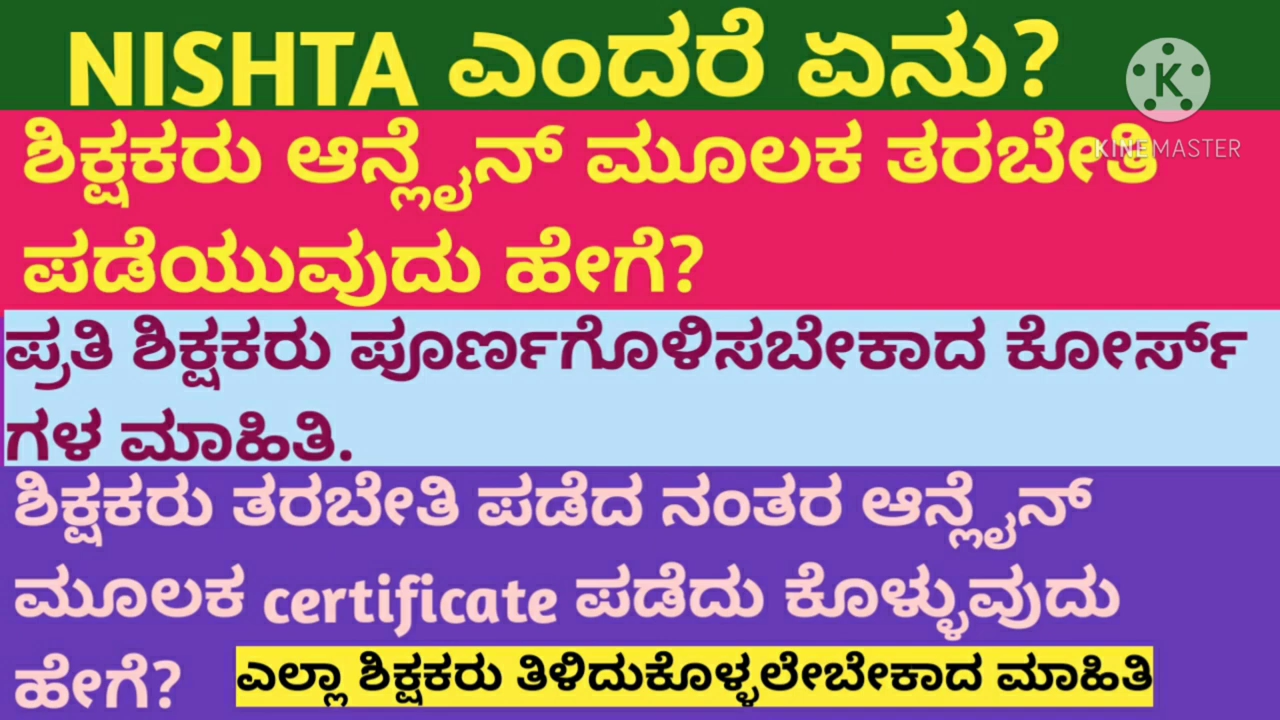 NISHTA ಎಂದರೆ ಏನು?
K
KINEMASTER
ಶಿಕ್ಷಕರು ಆನ್ಲೈನ್ ಮೂಲಕ ತರಬೇತಿ
ಪಡೆಯುವುದು ಹೇಗೆ?
ಪ್ರತಿ ಶಿಕ್ಷಕರು ಪೂರ್ಣಗೊಳಿಸಬೇಕಾದ ಕೋರ್ಸ್
ಗಳ ಮಾಹಿತಿ.
ಶಿಕ್ಷಕರು ತರಬೇತಿ ಪಡೆದ ನಂತರ ಆನ್ಲೈನ್
ಮೂಲಕ certificate ಪಡೆದು ಕೊಳ್ಳುವುದು
ಹೇಗೆ?
ಎಲ್ಲಾ ಶಿಕ್ಷಕರು ತಿಳಿದುಕೊಳ್ಳಲೇಬೇಕಾದ ಮಾಹಿತಿ